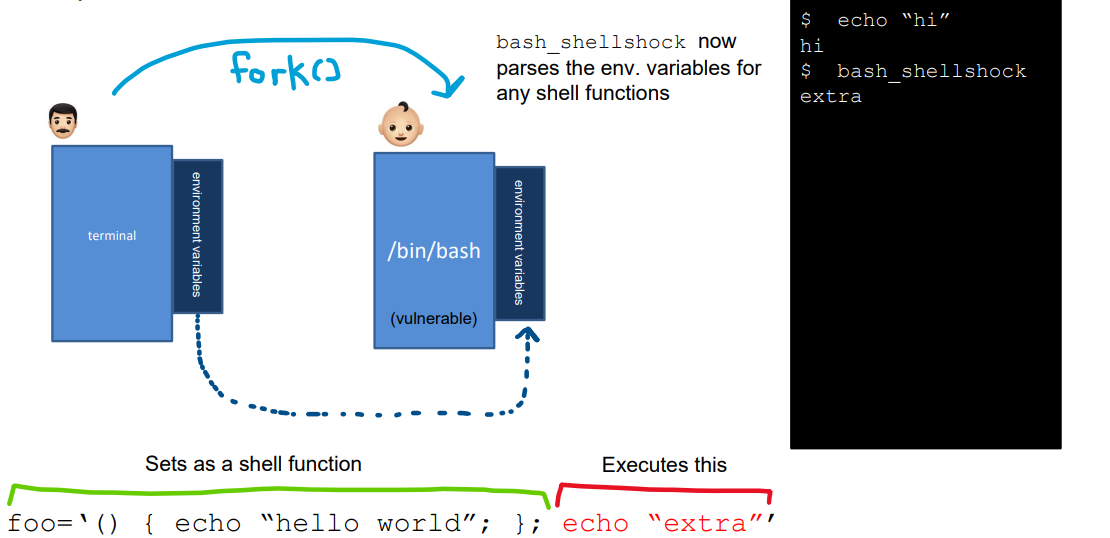 fork()
bash_shellshock now
parses the env. variables for
any shell functions
terminal
environment variables
/bin/bash
(vulnerable)
environment variables
$ echo “hi”
hi
$ bash_shellshock
extra
Sets as a shell function
Executes this
foo=‘() { echo “hello world”; }; echo “extra”’